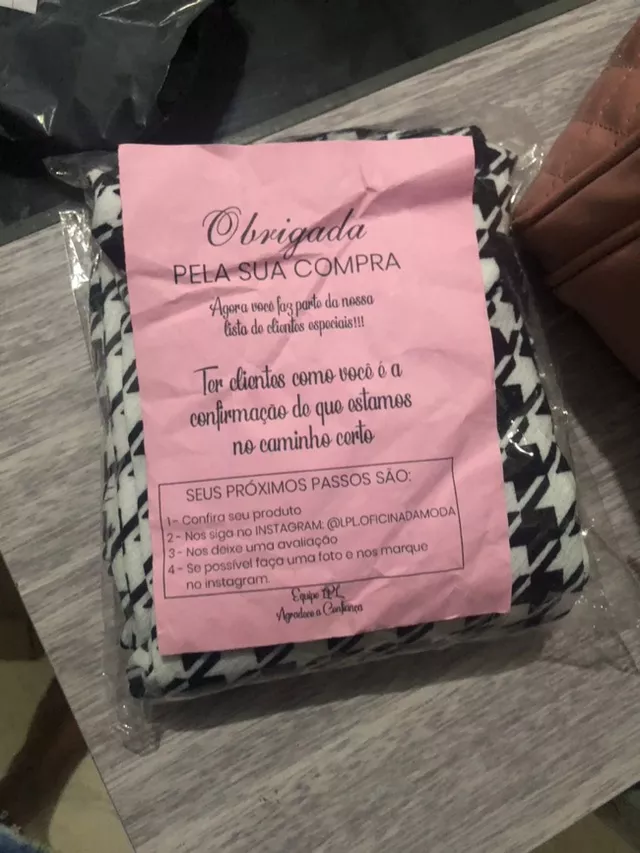 Obrigada
PELA SUA COMPRA
Agora você faz parte da nossa
lista de clientes especiais!!!
Ter clientes como você é a
confirmação de que estamos
no caminho certo
SEUS PRÓXIMOS PASSOS SÃO:
1- Confira seu produto
2 - Nos siga no INSTAGRAM: @LPL.OFICINADAMODA
3 - Nos deixe uma avaliação
4 - Se possível faça uma foto e nos marque
no instagram.
Equipe LPL
Agradece a Confiança